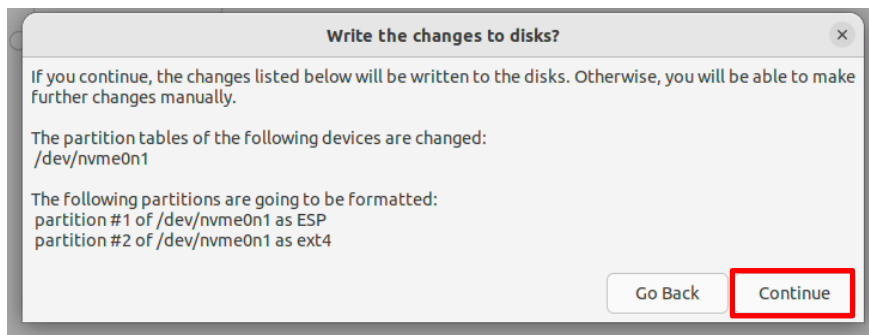 Write the changes to disks?
If you continue, the changes listed below will be written to the disks. Otherwise, you will be able to make
further changes manually.
The partition tables of the following devices are changed:
/dev/nvme0n1
The following partitions are going to be formatted:
partition #1 of /dev/nvme0n1 as ESP
partition #2 of /dev/nvme0n1 as ext4
Go Back
Continue